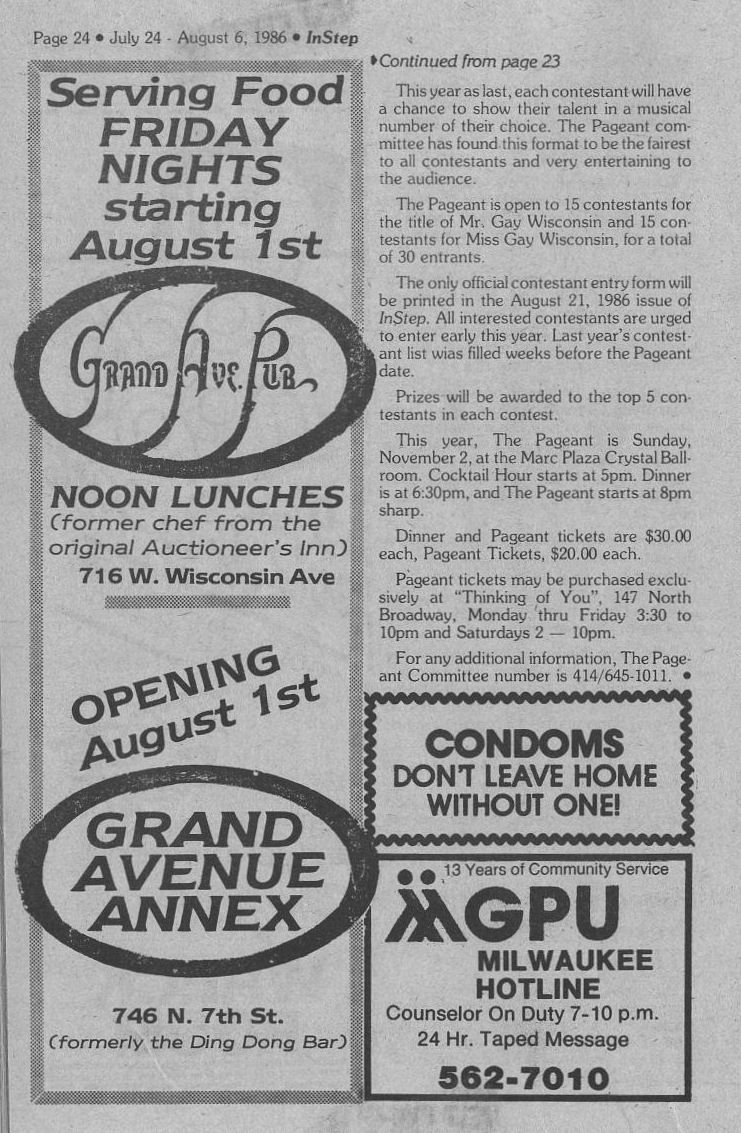 Page 24 • July 24 - August 6, 1986 • InStep
Serving Food
FRIDAY
NIGHTS
starting
August 1st
GRAND AVE. PUB
NOON LUNCHES
(former chef from the
original Auctioneer's Inn)
716 W. Wisconsin Ave
OPENING
August 1st
GRAND
AVENUE
ANNEX
746 N. 7th St.
(formerly the Ding Dong Bar)
Continued from page 23
This year as last, each contestant will have
a chance to show their talent in a musical
number of their choice. The Pageant com-
mittee has found this format to be the fairest
to all contestants and very entertaining to
the audience.
The Pageant is open to 15 contestants for
the title of Mr. Gay Wisconsin and 15 con-
testants for Miss Gay Wisconsin, for a total
of 30 entrants.
The only official contestant entry form will
be printed in the August 21, 1986 issue of
InStep. All interested contestants are urged
to enter early this year. Last year's contest-
ant list wias filled weeks before the Pageant
date.
Prizes will be awarded to the top 5 con-
testants in each contest.
This year, The Pageant is Sunday,
November 2, at the Marc Plaza Crystal Ball-
room. Cocktail Hour starts at 5pm. Dinner
is at 6:30pm, and The Pageant starts at 8pm
sharp.
Dinner and Pageant tickets are $30.00
each, Pageant Tickets, $20.00 each.
Pageant tickets may be purchased exclu-
sively at "Thinking of You", 147 North
Broadway, Monday thru Friday 3:30 to
10pm and Saturdays 2 — 10pm.
For any additional information, The Page-
ant Committee number is 414/645-1011. •
CONDOMS
DON'T LEAVE HOME
WITHOUT ONE!
13 Years of Community Service
GPU
MILWAUKEE
HOTLINE
Counselor On Duty 7-10 p.m.
24 Hr. Taped Message
562-7010